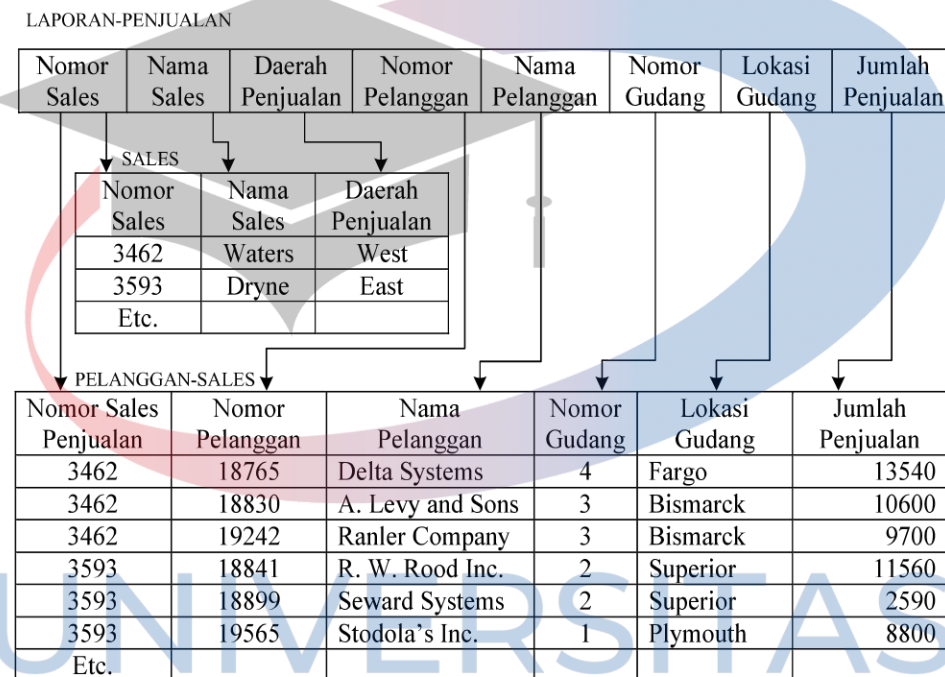 LAPORAN-PENJUALAN
Nomor Nama Daerah Nomor Nama Nomor Lokasi Jumlah
Sales Sales Penjualan Pelanggan Pelanggan Gudang Gudang Penjualan
SALES
Nomor Nama Daerah
Sales Sales Penjualan
3462 Waters West
3593 Dryne East
Etc.
PELANGGAN-SALES
Nomor Sales Nomor Nama Nomor Lokasi Jumlah
Penjualan Pelanggan Pelanggan Gudang Gudang Penjualan
3462 18765 Delta Systems 4 Fargo 13540
3462 18830 A. Levy and Sons 3 Bismarck 10600
3462 19242 Ranler Company 3 Bismarck 9700
3593 18841 R. W. Rood Inc. 2 Superior 11560
3593 18899 Seward Systems 2 Superior 2590
3593 19565 Stodola's Inc. 1 Plymouth 8800
Etc.
UNIVERSITAS